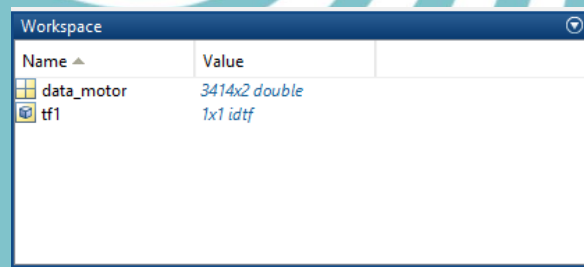 Workspace
Name Value
data_motor 3414x2 double
tf1 1x1 idtf